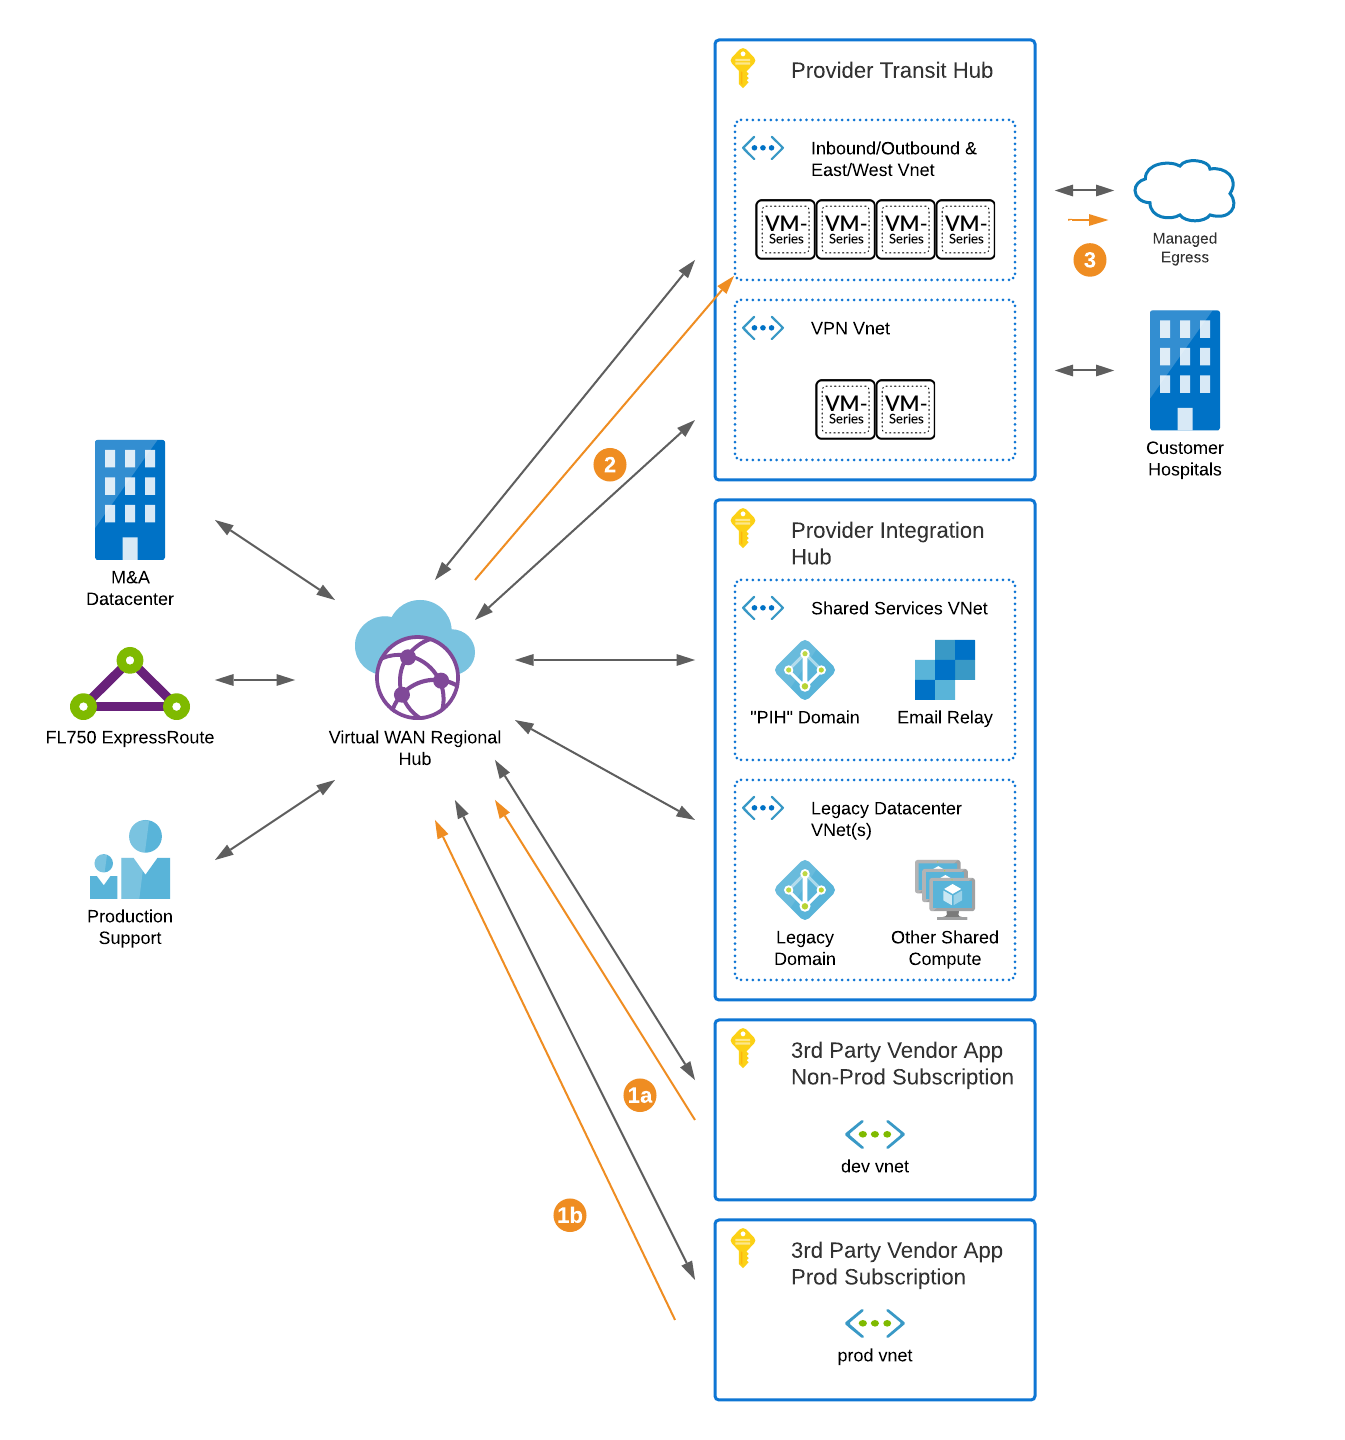 Provider Transit Hub
Inbound/Outbound &
East/West Vnet
VM-
Series
VM-
Series
VM-
Series
VM-
Series
Managed
Egress
3
VPN Vnet
VM-
Series
VM-
Series
Customer
Hospitals
2
M&A
Datacenter
FL750 ExpressRoute
Production
Support
Virtual WAN Regional
Hub
Provider Integration
Hub
Shared Services VNet
"PIH" Domain
Email Relay
Legacy Datacenter
VNet(s)
Legacy
Domain
Other Shared
Compute
1a
1b
3rd Party Vendor App
Non-Prod Subscription
dev vnet
3rd Party Vendor App
Prod Subscription
prod vnet